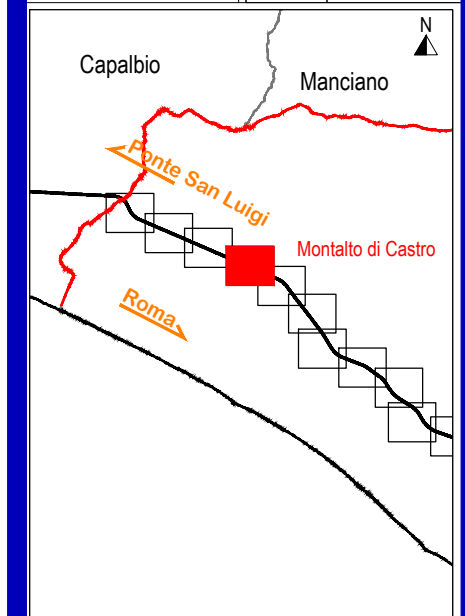 N
Capalbio
Manciano
Ponte San Luigi
Montalto di Castro
Roma